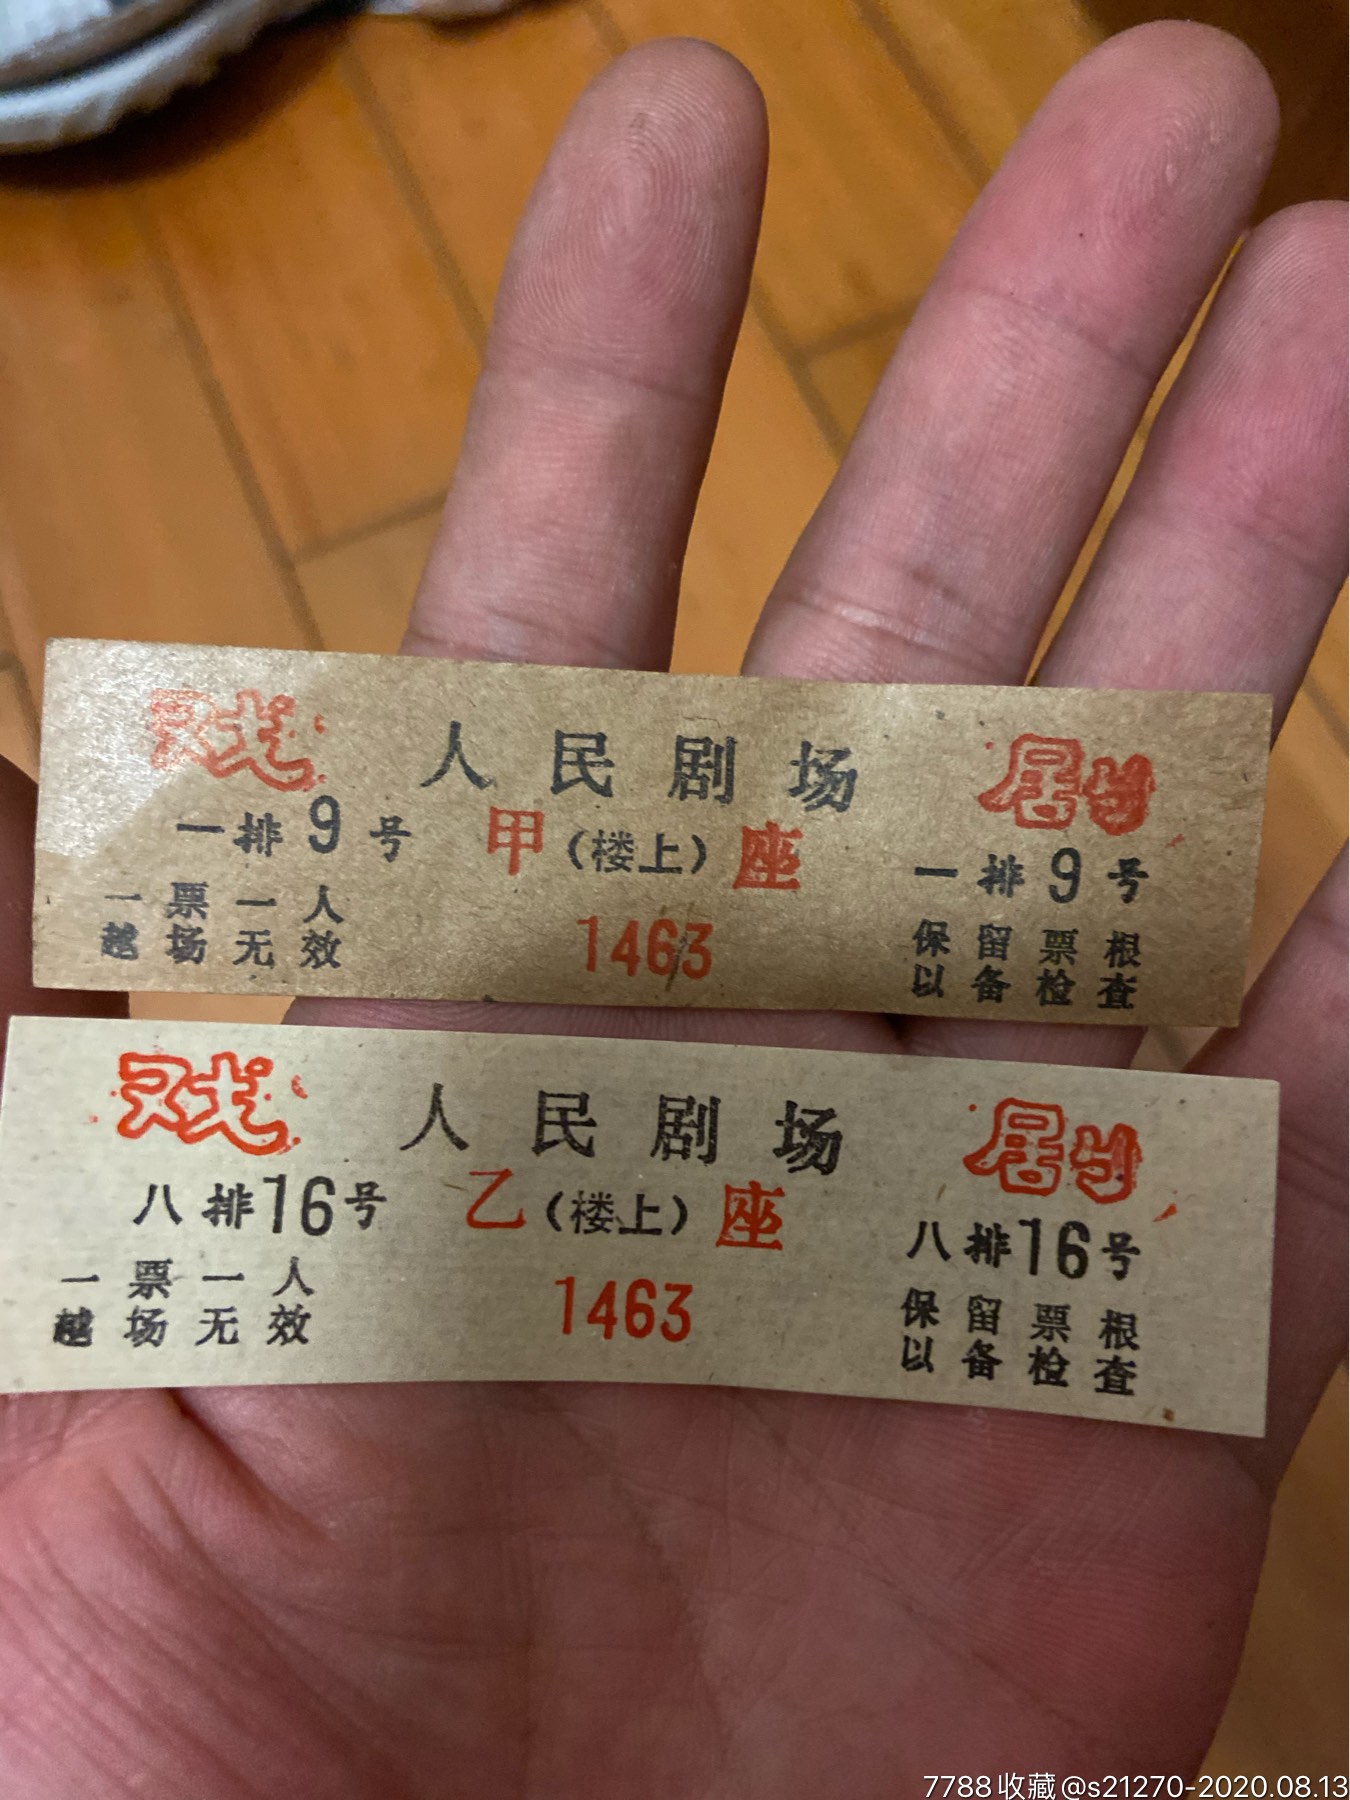 戏 人民剧场 剧
一排9号 甲(楼上)座 一排9号
一票一人 1463 保留票根
越场无效 以备检查
戏 人民剧场 剧
八排16号 乙(楼上)座 八排16号
一票一人 1463 保留票根
越场无效 以备检查
7788收藏@s21270-2020.08.13